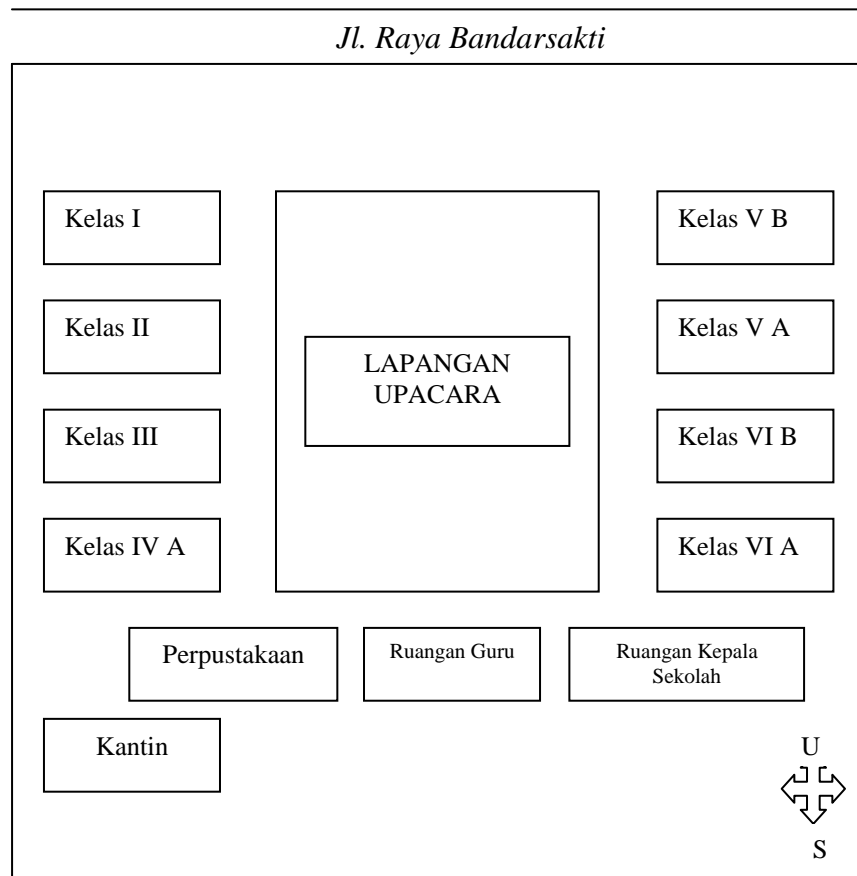 Jl. Raya Bandarsakti
Kelas I
Kelas V B
Kelas II
Kelas V A
LAPANGAN
UPACARA
Kelas III
Kelas VI B
Kelas IV A
Kelas VI A
Perpustakaan
Ruangan Guru
Ruangan Kepala
Sekolah
Kantin
U
S